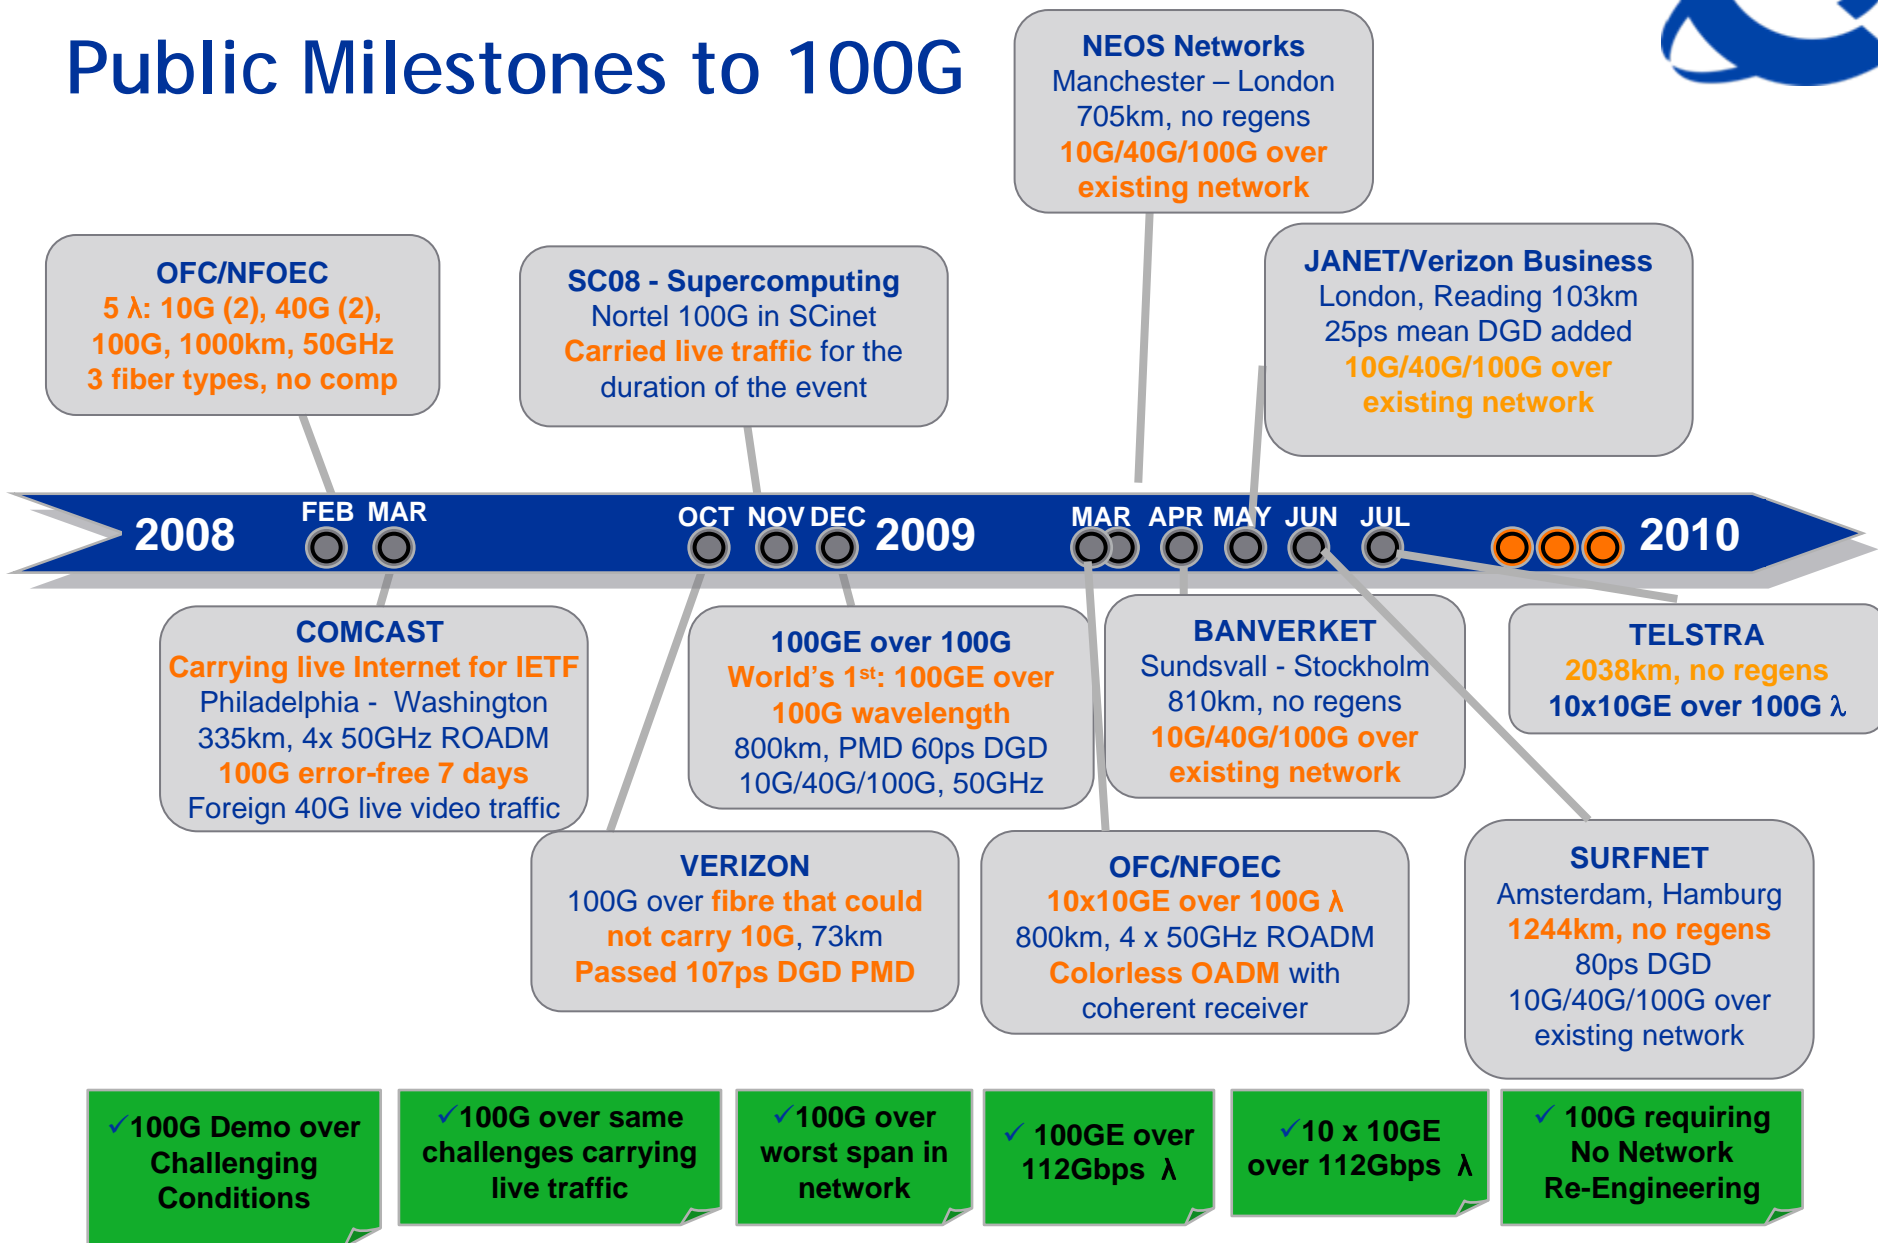 Public Milestones to 100G
NEOS Networks
Manchester – London
705km, no regens
10G/40G/100G over
existing network
OFC/NFOEC
5 λ: 10G (2), 40G (2),
100G, 1000km, 50GHz
3 fiber types, no comp
SC08 - Supercomputing
Nortel 100G in SCinet
Carried live traffic for the
duration of the event
JANET/Verizon Business
London, Reading 103km
25ps mean DGD added
10G/40G/100G over
existing network
2008 FEB MAR OCT NOV DEC 2009 MAR APR MAY JUN JUL 2010
COMCAST
Carrying live Internet for IETF
Philadelphia - Washington
335km, 4x 50GHz ROADM
100G error-free 7 days
Foreign 40G live video traffic
100GE over 100G
World's 1st: 100GE over
100G wavelength
800km, PMD 60ps DGD
10G/40G/100G, 50GHz
BANVERKET
Sundsvall - Stockholm
810km, no regens
10G/40G/100G over
existing network
TELSTRA
2038km, no regens
10x10GE over 100G λ
VERIZON
100G over fibre that could
not carry 10G, 73km
Passed 107ps DGD PMD
OFC/NFOEC
10x10GE over 100G λ
800km, 4 x 50GHz ROADM
Colorless OADM with
coherent receiver
SURFNET
Amsterdam, Hamburg
1244km, no regens
80ps DGD
10G/40G/100G over
existing network
✓100G Demo over
Challenging
Conditions
✓100G over same
challenges carrying
live traffic
✓100G over
worst span in
network
✓ 100GE over
112Gbps λ
✓10 x 10GE
over 112Gbps λ
✓ 100G requiring
No Network
Re-Engineering